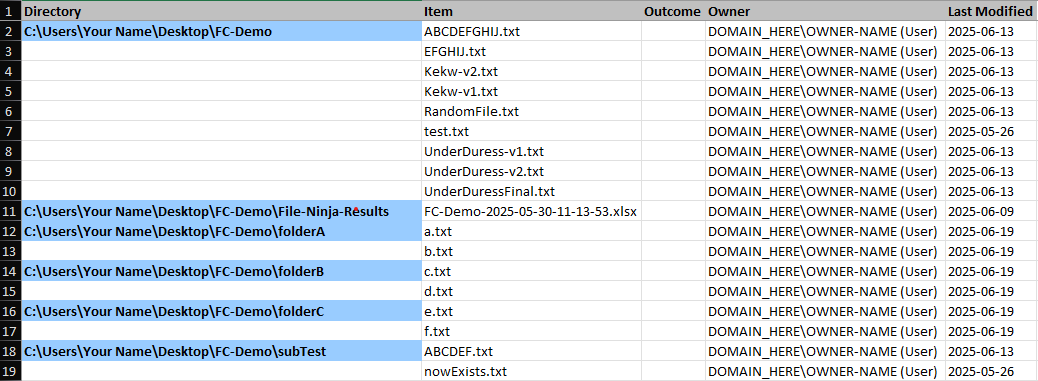 1 Directory Item Outcome Owner Last Modified
2 C:\Users\Your Name\Desktop\FC-Demo ABCDEFGHIJ.txt DOMAIN_HERE\OWNER-NAME (User) 2025-06-13
3 EFGHIJ.txt DOMAIN_HERE\OWNER-NAME (User) 2025-06-13
4 Kekw-v2.txt DOMAIN_HERE\OWNER-NAME (User) 2025-06-13
5 Kekw-v1.txt DOMAIN_HERE\OWNER-NAME (User) 2025-06-13
6 RandomFile.txt DOMAIN_HERE\OWNER-NAME (User) 2025-06-13
7 test.txt DOMAIN_HERE\OWNER-NAME (User) 2025-05-26
8 UnderDuress-v1.txt DOMAIN_HERE\OWNER-NAME (User) 2025-06-13
9 UnderDuress-v2.txt DOMAIN_HERE\OWNER-NAME (User) 2025-06-13
10 UnderDuressFinal.txt DOMAIN_HERE\OWNER-NAME (User) 2025-06-13
11 C:\Users\Your Name\Desktop\FC-Demo\File-Ninja-Results FC-Demo-2025-05-30-11-13-53.xlsx DOMAIN_HERE\OWNER-NAME (User) 2025-06-09
12 C:\Users\Your Name\Desktop\FC-Demo\folderA a.txt DOMAIN_HERE\OWNER-NAME (User) 2025-06-19
13 b.txt DOMAIN_HERE\OWNER-NAME (User) 2025-06-19
14 C:\Users\Your Name\Desktop\FC-Demo\folderB c.txt DOMAIN_HERE\OWNER-NAME (User) 2025-06-19
15 d.txt DOMAIN_HERE\OWNER-NAME (User) 2025-06-19
16 C:\Users\Your Name\Desktop\FC-Demo\folderC e.txt DOMAIN_HERE\OWNER-NAME (User) 2025-06-19
17 f.txt DOMAIN_HERE\OWNER-NAME (User) 2025-06-19
18 C:\Users\Your Name\Desktop\FC-Demo\subTest ABCDEF.txt DOMAIN_HERE\OWNER-NAME (User) 2025-06-13
19 nowExists.txt DOMAIN_HERE\OWNER-NAME (User) 2025-05-26